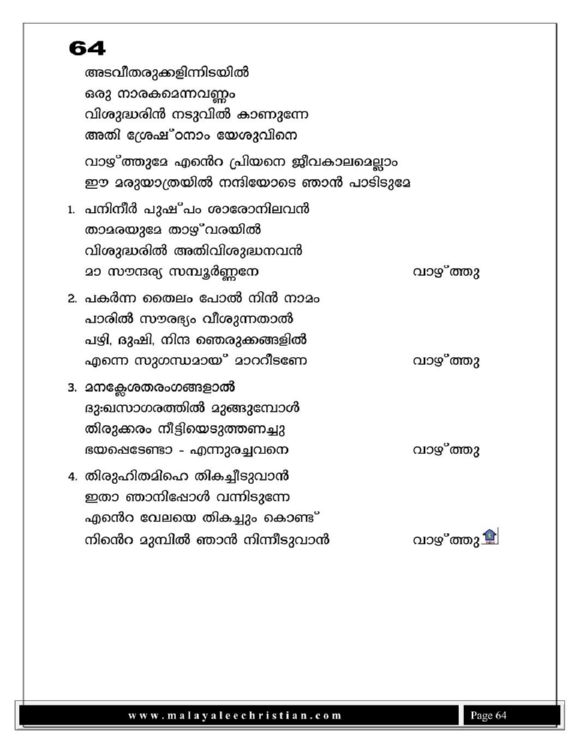 64
അടവീതരുക്കളിന്നിടയിൽ
ഒരു നാരകമെന്നവണ്ണം
വിശുദ്ധരിൻ നടുവിൽ കാണുന്നേ
അതി ശ്രേഷ്ഠനാം യേശുവിനെ
വാഴ്ത്തുമേ എന്റെ പ്രിയനെ ജീവകാലമെല്ലാം
ഈ മരുയാത്രയിൽ നന്ദിയോടെ ഞാൻ പാടിടുമേ
1. പനിനീർ പുഷ്പം ശാരോനിലവൻ
താമരയുമേ താഴ്വരയിൽ
വിശുദ്ധരിൽ അതിവിശുദ്ധനവൻ
മാ സൗന്ദര്യ സമ്പൂർണ്ണനേ വാഴ്ത്തു
2. പകർന്ന തൈലം പോൽ നിൻ നാമം
പാരിൽ സൗരഭ്യം വീശുന്നതാൽ
പഴി, ദുഷി, നിന്ദ ഞെരുക്കങ്ങളിൽ
എന്നെ സുഗന്ധമായ് മാററീടണേ വാഴ്ത്തു
3. മനക്ലേശതരംഗങ്ങളാൽ
ദുഃഖസാഗരത്തിൽ മുങ്ങുമ്പോൾ
തിരുക്കരം നീട്ടിയെടുത്തണച്ചു
ഭയപ്പെടേണ്ടാ - എന്നുരച്ചവനെ വാഴ്ത്തു
4. തിരുഹിതമിഹെ തികച്ചീടുവാൻ
ഇതാ ഞാനിപ്പോൾ വന്നിടുന്നേ
എന്റെ വേലയെ തികച്ചും കൊണ്ട്
നിന്റെ മുമ്പിൽ ഞാൻ നിന്നീടുവാൻ വാഴ്ത്തു
www.malayaleechristian.com Page 64